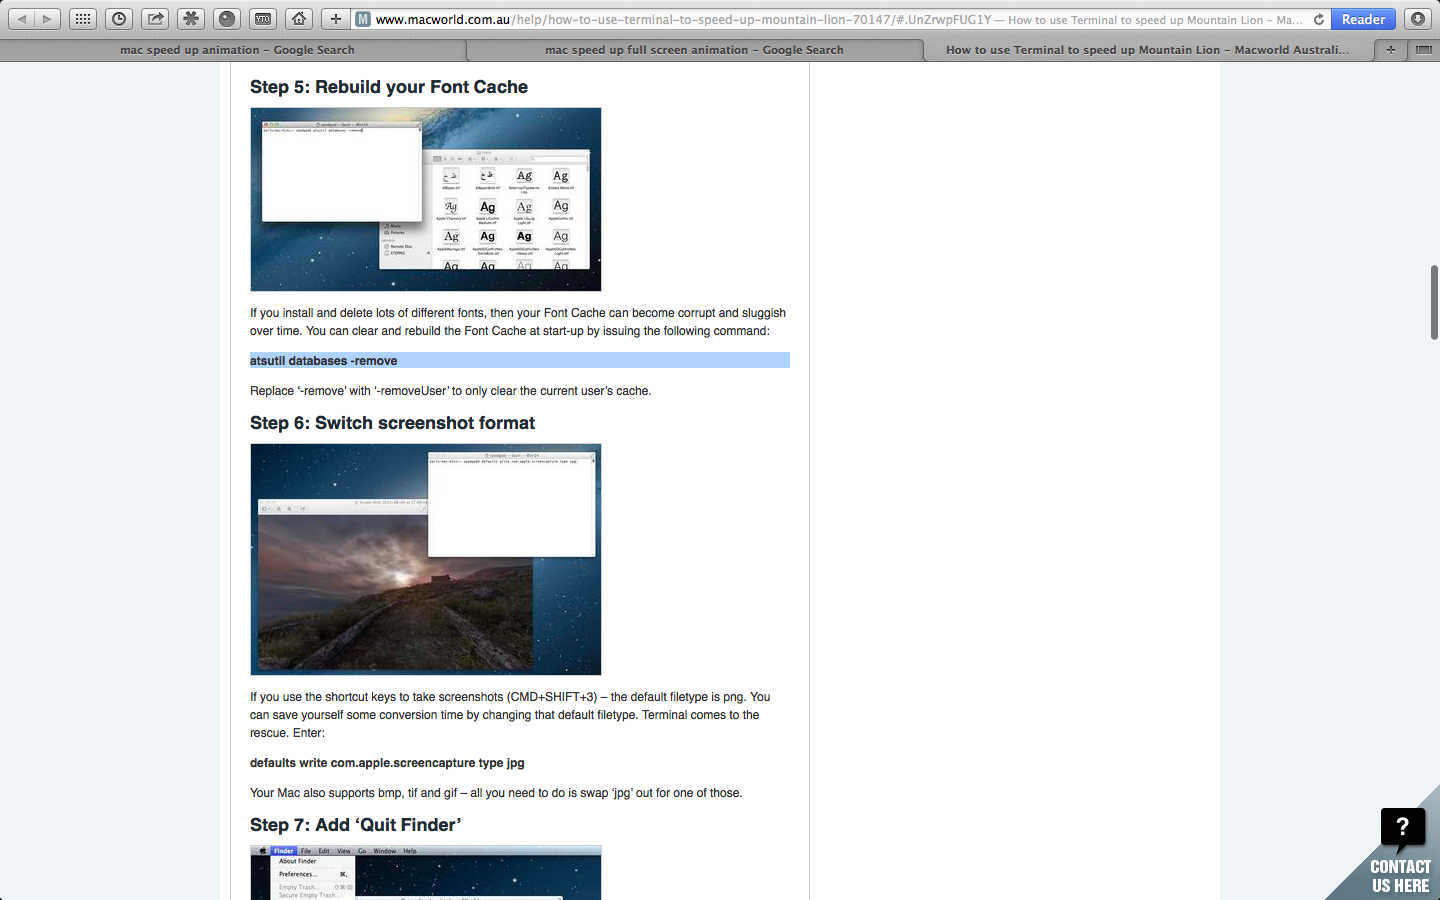 www.macworld.com.au/help/how-to-use-terminal-to-speed-up-mountain-lion-70147/#.UnZrwpFUG1Y — How to use Terminal to speed up Mountain Lion – Ma...
Reader
mac speed up animation – Google Search
mac speed up full screen animation – Google Search
How to use Terminal to speed up Mountain Lion – Macworld Australi...
Step 5: Rebuild your Font Cache
Music
Pictures
Remote Disc
If you install and delete lots of different fonts, then your Font Cache can become corrupt and sluggish
over time. You can clear and rebuild the Font Cache at start-up by issuing the following command:
atsutil databases -remove
Replace ‘-remove’ with ‘-removeUser’ to only clear the current user’s cache.
Step 6: Switch screenshot format
If you use the shortcut keys to take screenshots (CMD+SHIFT+3) – the default filetype is png. You
can save yourself some conversion time by changing that default filetype. Terminal comes to the
rescue. Enter:
defaults write com.apple.screencapture type jpg
Your Mac also supports bmp, tif and gif – all you need to do is swap ‘jpg’ out for one of those.
Step 7: Add ‘Quit Finder’
Finder File Edit View Go Window Help
About Finder
Preferences... ⌘,
Empty Trash...
Secure Empty Trash...
?
CONTACT
US HERE